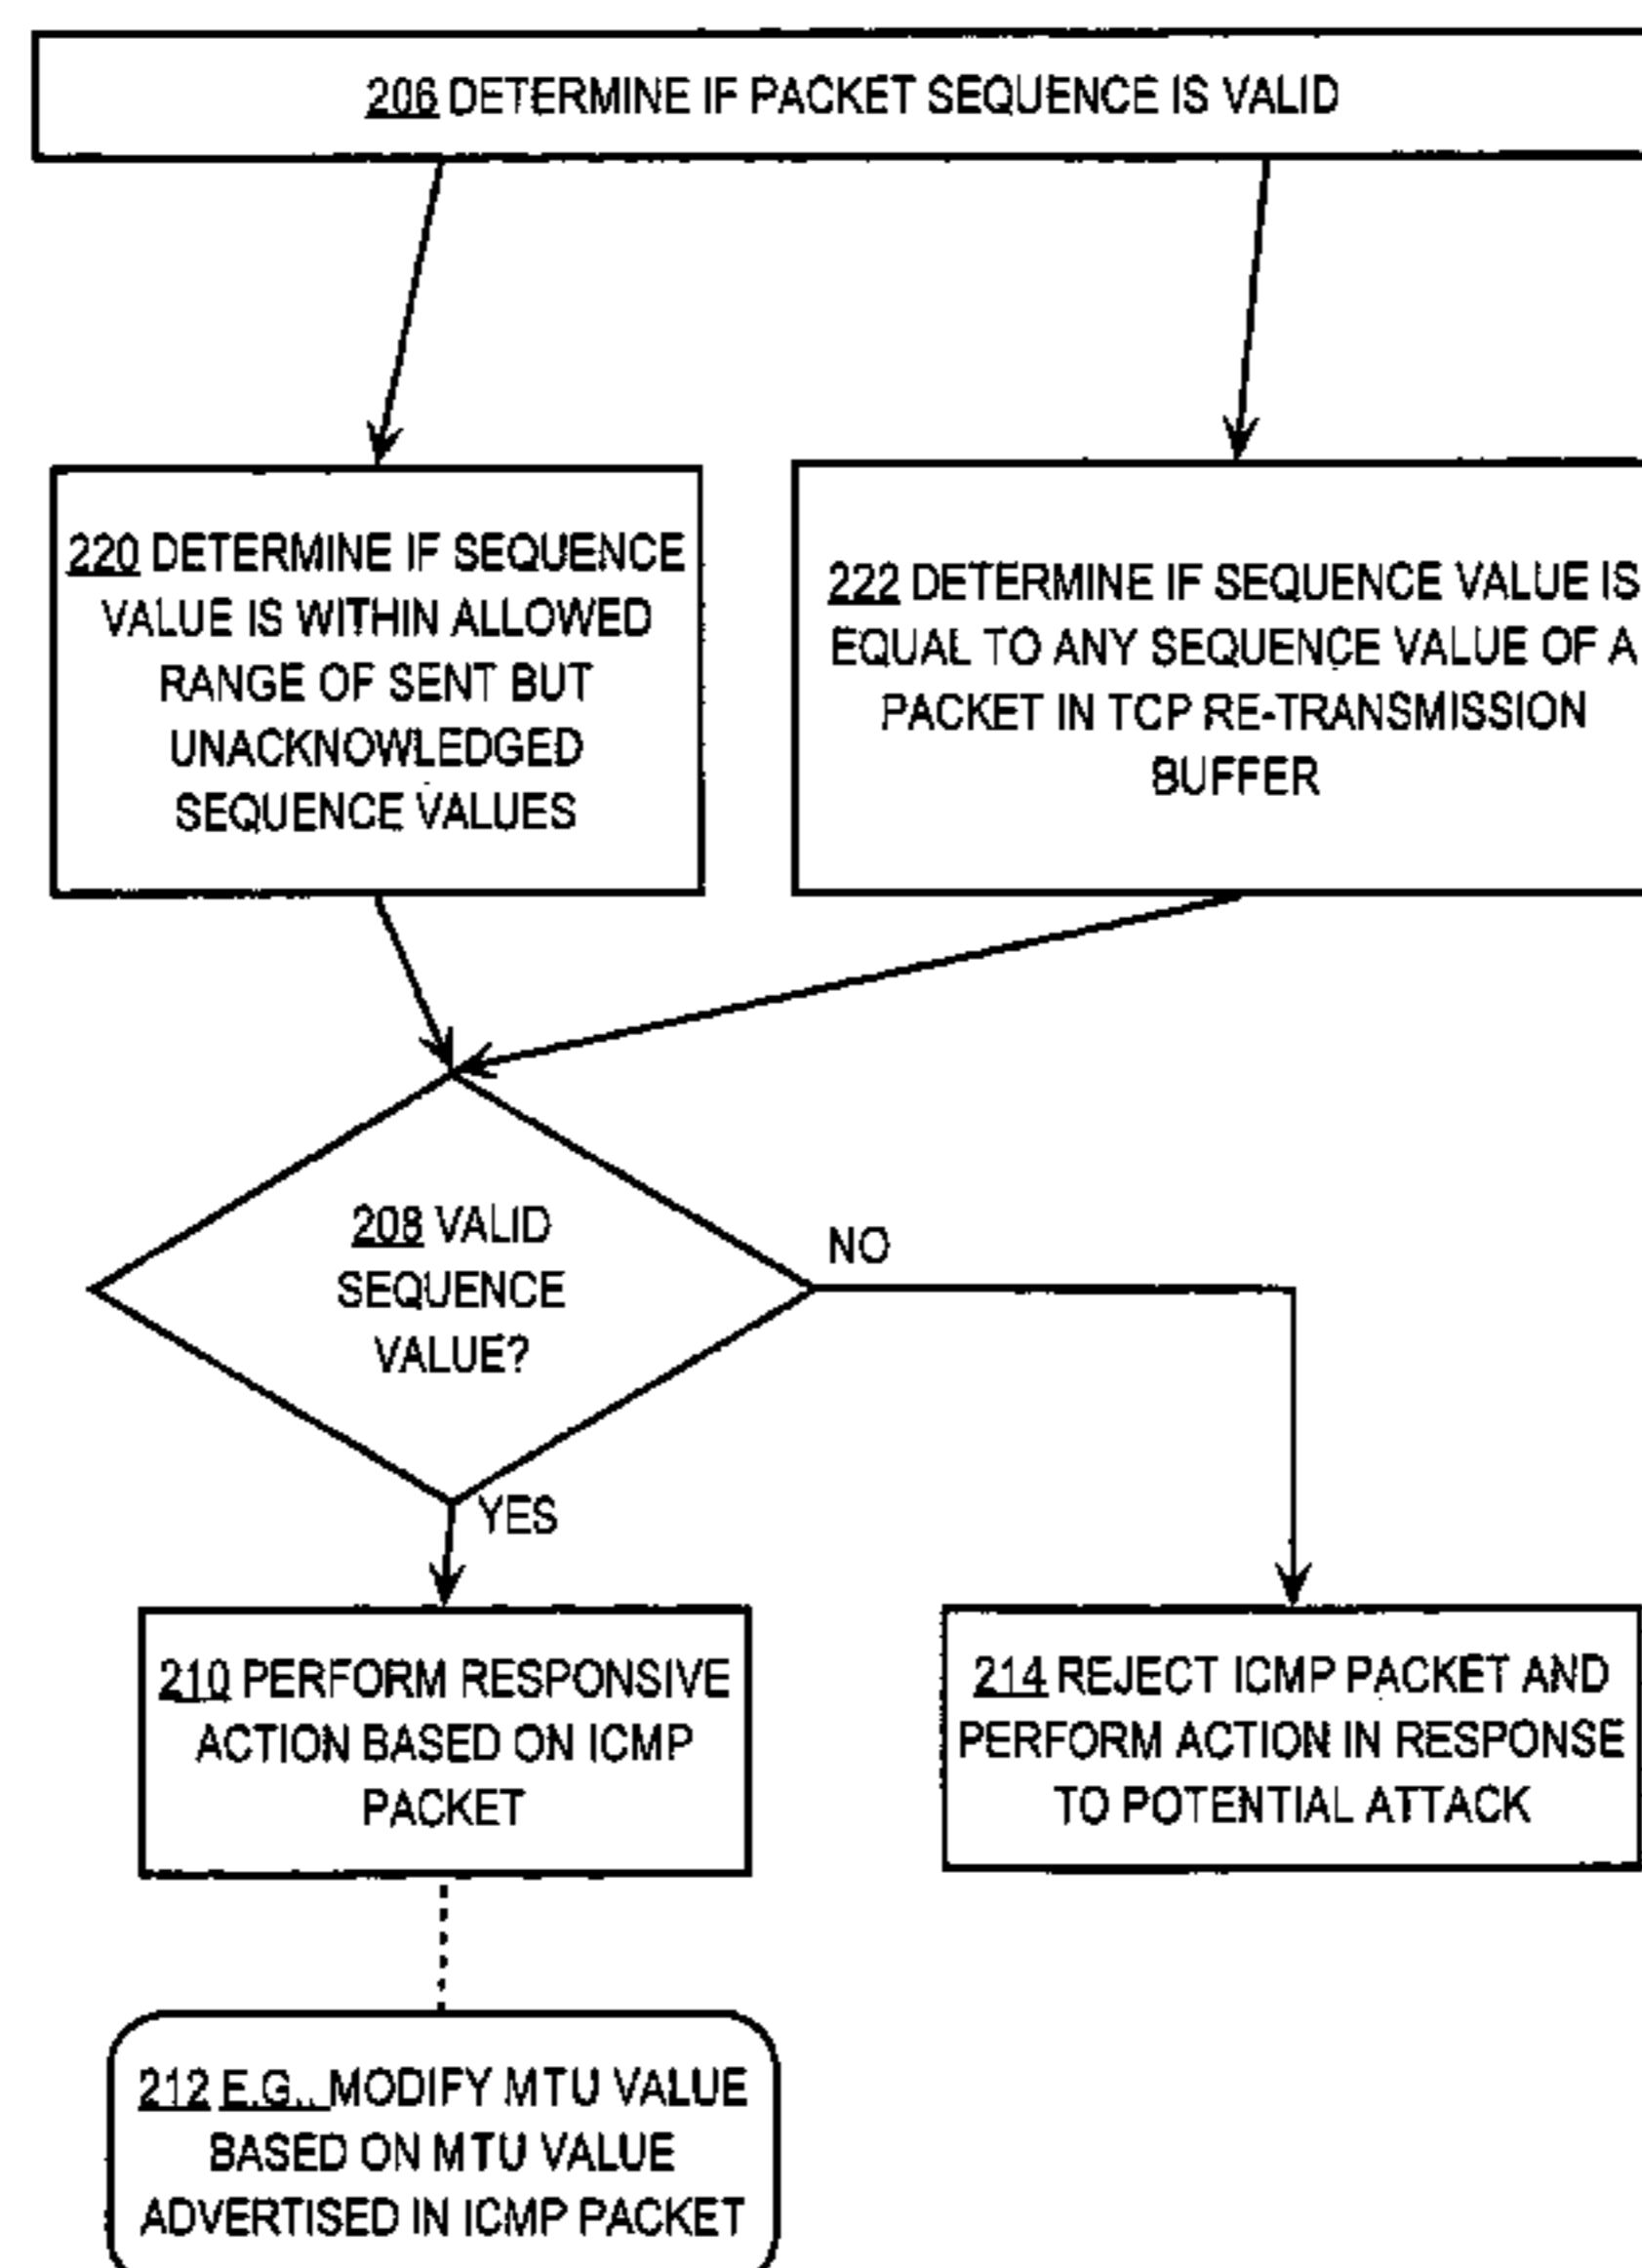 206 DETERMINE IF PACKET SEQUENCE IS VALID
220 DETERMINE IF SEQUENCE
VALUE IS WITHIN ALLOWED
RANGE OF SENT BUT
UNACKNOWLEDGED
SEQUENCE VALUES
222 DETERMINE IF SEQUENCE VALUE IS
EQUAL TO ANY SEQUENCE VALUE OF A
PACKET IN TCP RE-TRANSMISSION
BUFFER
208 VALID
SEQUENCE
VALUE?
NO
YES
210 PERFORM RESPONSIVE
ACTION BASED ON ICMP
PACKET
214 REJECT ICMP PACKET AND
PERFORM ACTION IN RESPONSE
TO POTENTIAL ATTACK
212 E.G., MODIFY MTU VALUE
BASED ON MTU VALUE
ADVERTISED IN ICMP PACKET